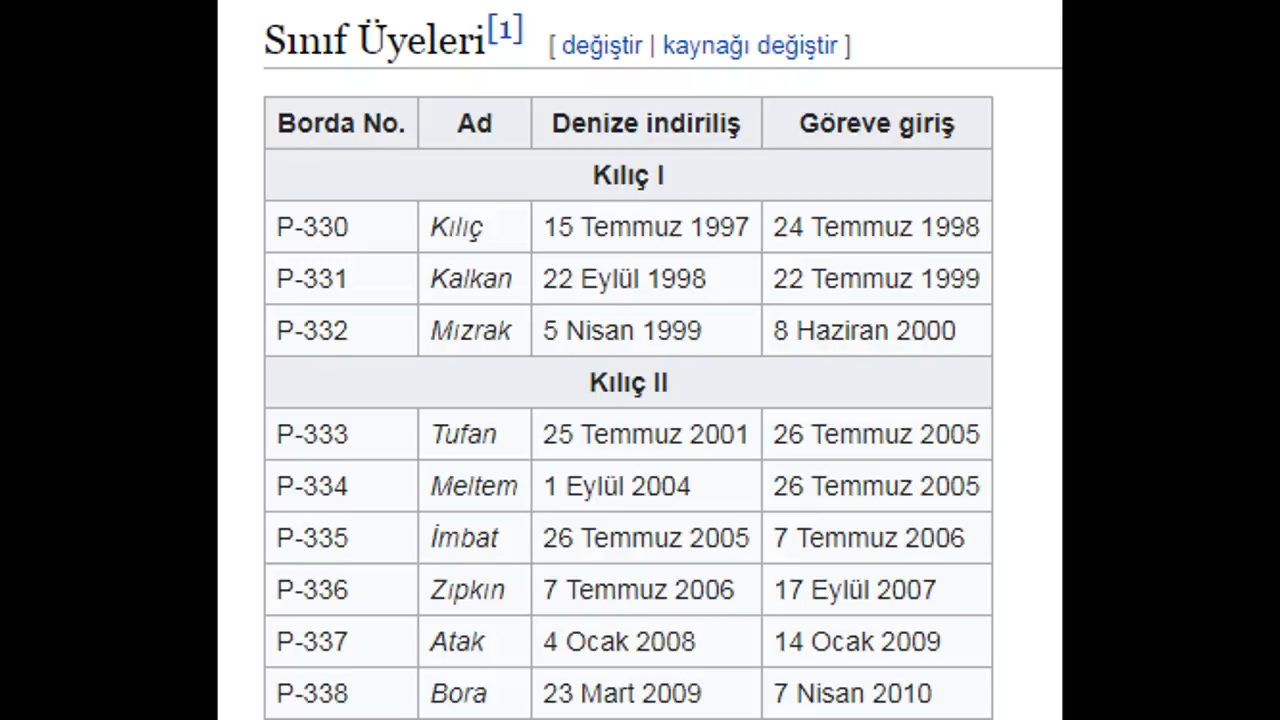 Sınıf Üyeleri[1] [ değiştir | kaynağı değiştir ]
Borda No. Ad Denize indiriliş Göreve giriş
Kılıç I
P-330 Kılıç 15 Temmuz 1997 24 Temmuz 1998
P-331 Kalkan 22 Eylül 1998 22 Temmuz 1999
P-332 Mızrak 5 Nisan 1999 8 Haziran 2000
Kılıç II
P-333 Tufan 25 Temmuz 2001 26 Temmuz 2005
P-334 Meltem 1 Eylül 2004 26 Temmuz 2005
P-335 İmbat 26 Temmuz 2005 7 Temmuz 2006
P-336 Zıpkın 7 Temmuz 2006 17 Eylül 2007
P-337 Atak 4 Ocak 2008 14 Ocak 2009
P-338 Bora 23 Mart 2009 7 Nisan 2010